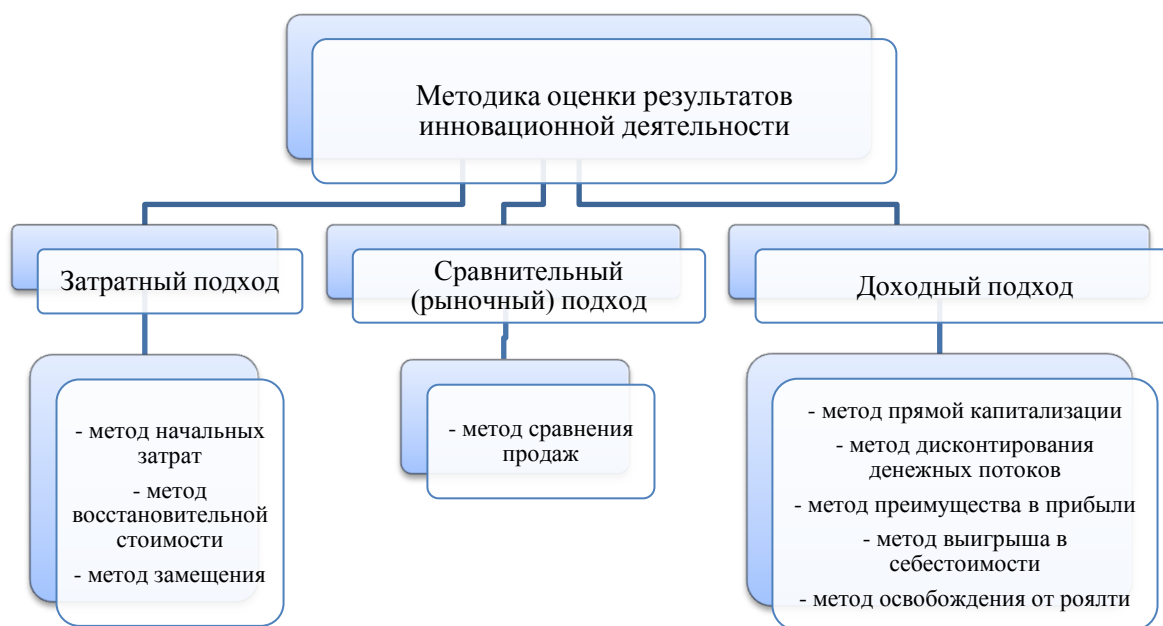 Методика оценки результатов
инновационной деятельности
Затратный подход
Сравнительный
(рыночный) подход
Доходный подход
- метод начальных
затрат
- метод
восстановительной
стоимости
- метод замещения
- метод сравнения
продаж
- метод прямой капитализации
- метод дисконтирования
денежных потоков
- метод преимущества в прибыли
- метод выигрыша в
себестоимости
- метод освобождения от роялти